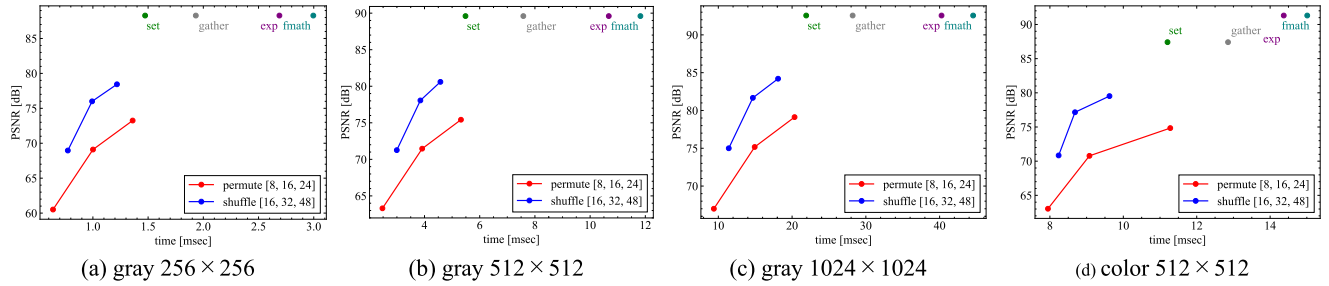 PSNR [dB]
85
80
75
70
65
60
1.0
1.5
2.0
2.5
3.0
time [msec]
set
gather
exp
fmath
permute [8, 16, 24]
shuffle [16, 32, 48]
(a) gray 256×256
PSNR [dB]
90
85
80
75
70
65
4
6
8
10
12
time [msec]
set
gather
exp
fmath
permute [8, 16, 24]
shuffle [16, 32, 48]
(b) gray 512×512
PSNR [dB]
90
85
80
75
70
10
20
30
40
time [msec]
set
gather
exp
fmath
permute [8, 16, 24]
shuffle [16, 32, 48]
(c) gray 1024×1024
PSNR [dB]
90
85
80
75
70
65
8
10
12
14
time [msec]
set
gather
exp
fmath
permute [8, 16, 24]
shuffle [16, 32, 48]
(d) color 512×512